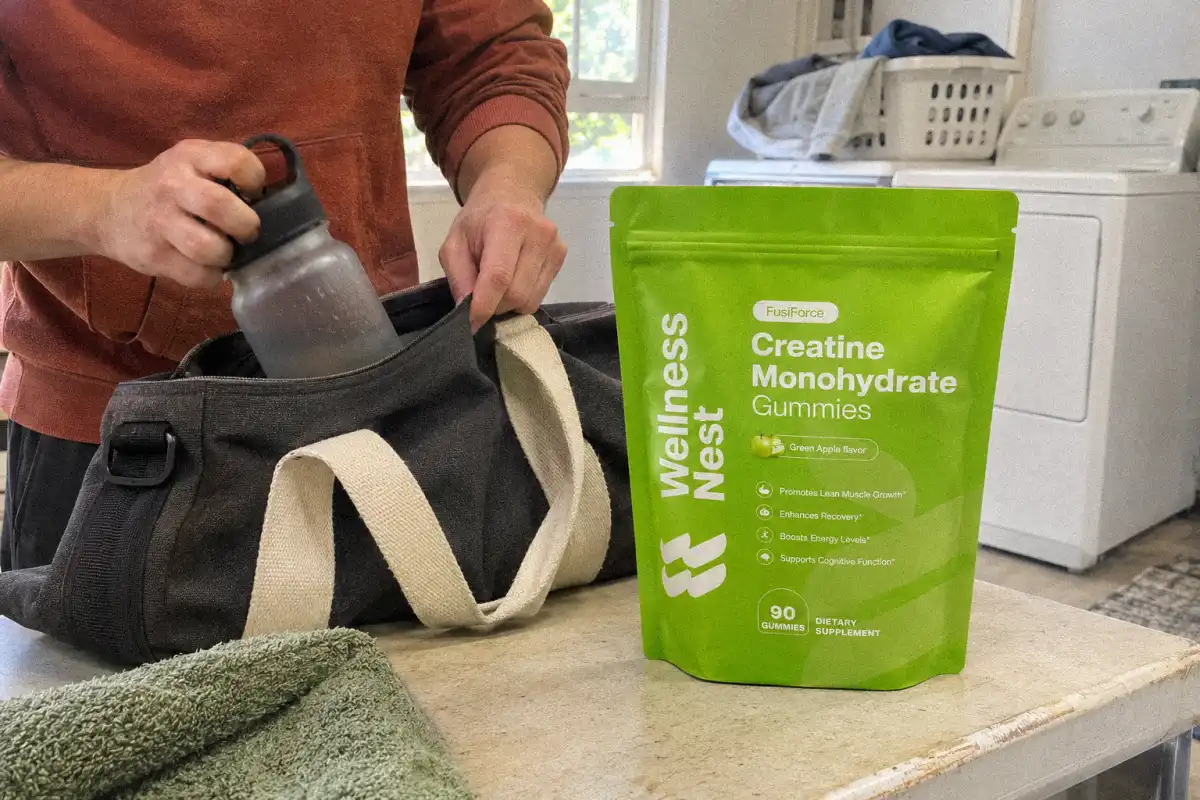 Wellness
Nest
FusiForce
Creatine
Monohydrate
Gummies
Green Apple flavor
Promotes Lean Muscle Growth*
Enhances Recovery*
Boosts Energy Levels*
Supports Cognitive Function*
90
GUMMIES
DIETARY
SUPPLEMENT